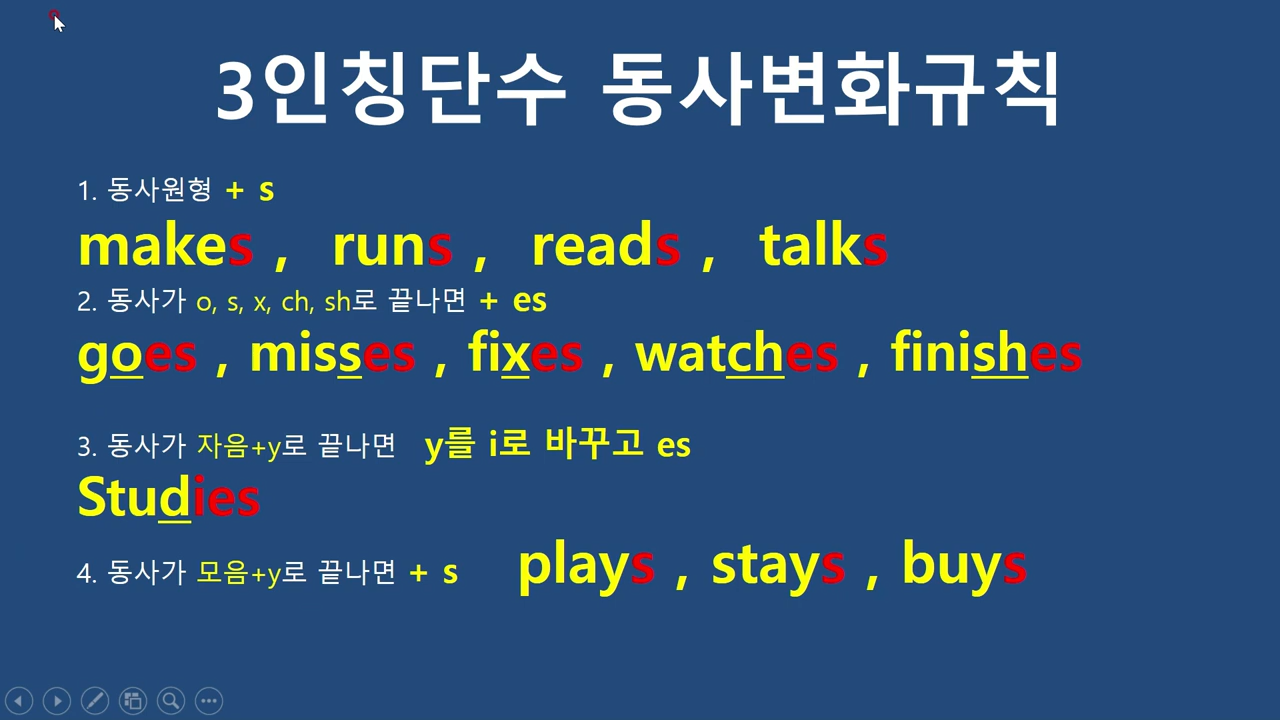 3인칭단수 동사변화규칙
1. 동사원형 + s
makes , runs , reads , talks
2. 동사가 o, s, x, ch, sh로 끝나면 + es
goes , misses , fixes , watches , finishes
3. 동사가 자음+y로 끝나면 y를 i로 바꾸고 es
Studies
4. 동사가 모음+y로 끝나면 + s plays , stays , buys